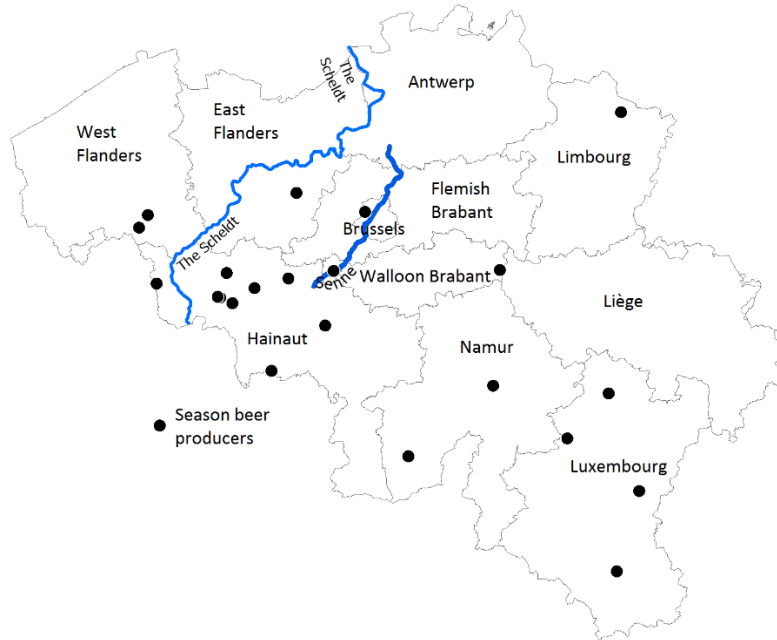 The
Scheldt
Antwerp
West
Flanders
East
Flanders
Limbourg
Flemish
Brabant
The Scheldt
Brussels
Senne
Walloon Brabant
Liège
Hainaut
Namur
Season beer
producers
Luxembourg